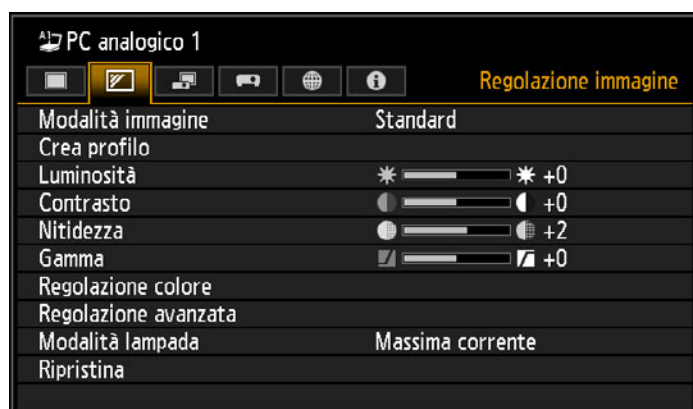 PC analogico 1
Regolazione immagine
Modalità immagine Standard
Crea profilo
Luminosità +0
Contrasto +0
Nitidezza +2
Gamma +0
Regolazione colore
Regolazione avanzata
Modalità lampada Massima corrente
Ripristina